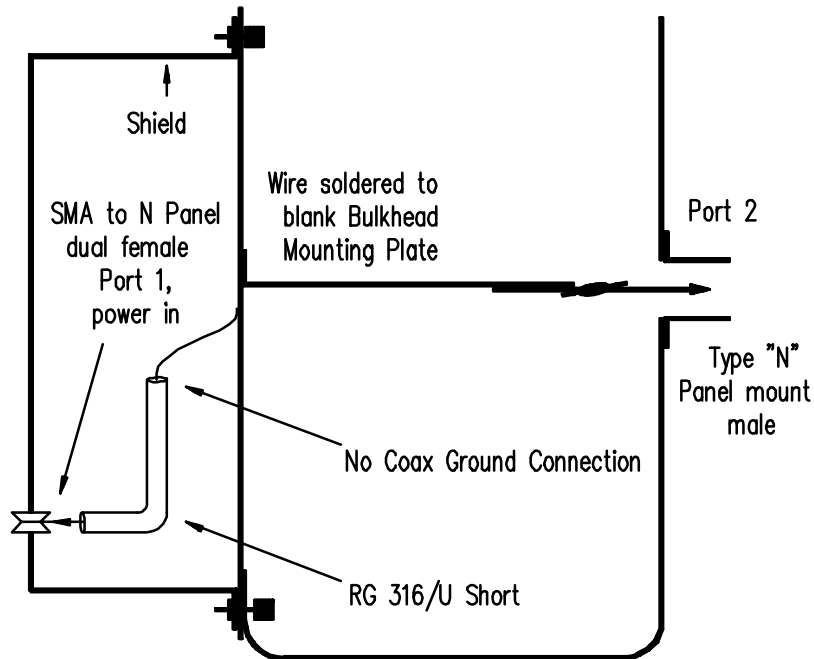 Shield
Wire soldered to
blank Bulkhead
Mounting Plate
SMA to N Panel
dual female
Port 1,
power in
Port 2
Type "N"
Panel mount
male
No Coax Ground Connection
RG 316/U Short